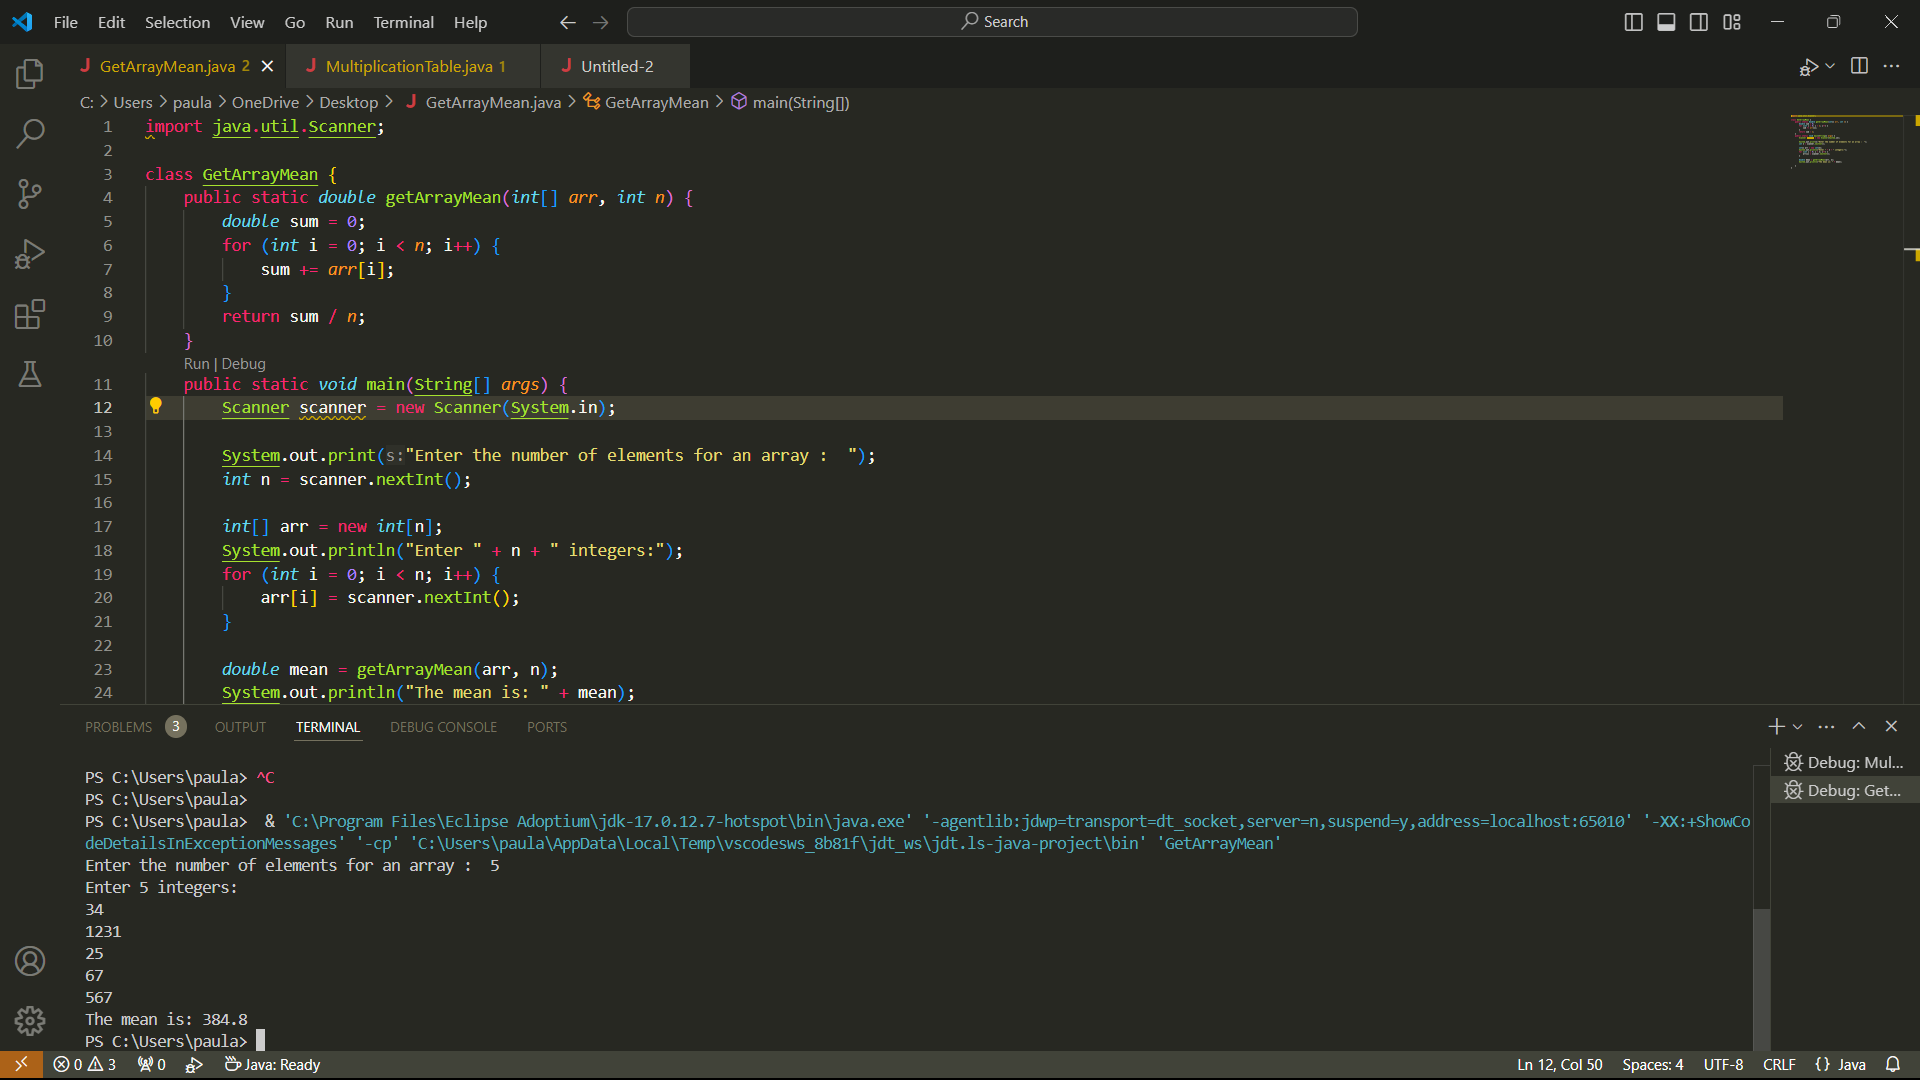 File Edit Selection View Go Run Terminal Help
Search
GetArrayMean.java 2
MultiplicationTable.java 1
Untitled-2
C: > Users > paula > OneDrive > Desktop > GetArrayMean.java > GetArrayMean > main(String[])
1 import java.util.Scanner;
2
3 class GetArrayMean {
4 public static double getArrayMean(int[] arr, int n) {
5 double sum = 0;
6 for (int i = 0; i < n; i++) {
7 sum += arr[i];
8 }
9 return sum / n;
10 }
Run | Debug
11 public static void main(String[] args) {
12 Scanner scanner = new Scanner(System.in);
13
14 System.out.print(s:"Enter the number of elements for an array :  ");
15 int n = scanner.nextInt();
16
17 int[] arr = new int[n];
18 System.out.println("Enter " + n + " integers:");
19 for (int i = 0; i < n; i++) {
20 arr[i] = scanner.nextInt();
21 }
22
23 double mean = getArrayMean(arr, n);
24 System.out.println("The mean is: " + mean);
PROBLEMS 3 OUTPUT TERMINAL DEBUG CONSOLE PORTS
Debug: Mul...
Debug: Get...
PS C:\Users\paula> ^C
PS C:\Users\paula>
PS C:\Users\paula>  & 'C:\Program Files\Eclipse Adoptium\jdk-17.0.12.7-hotspot\bin\java.exe' '-agentlib:jdwp=transport=dt_socket,server=n,suspend=y,address=localhost:65010' '-XX:+ShowCo
deDetailsInExceptionMessages' '-cp' 'C:\Users\paula\AppData\Local\Temp\vscodesws_8b81f\jdt_ws\jdt.ls-java-project\bin' 'GetArrayMean'
Enter the number of elements for an array :  5
Enter 5 integers:
34
1231
25
67
567
The mean is: 384.8
PS C:\Users\paula>
0 3 0 Java: Ready Ln 12, Col 50 Spaces: 4 UTF-8 CRLF {} Java